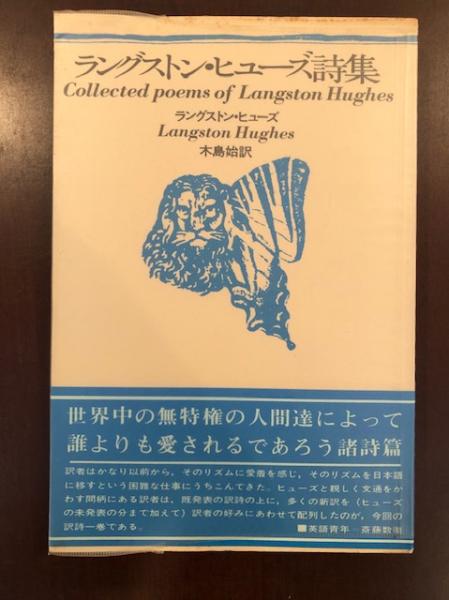 ラングストン・ヒューズ詩集
Collected poems of Langston Hughes
ラングストン・ヒューズ
Langston Hughes
木島始訳
世界中の無特権の人間達によって
誰よりも愛されるであろう諸詩篇
訳者はかなり以前から，そのリズムに愛着を感じ，そのリズムを日本語
に移すという困難な仕事にうちこんできた。ヒューズと親しく文通をか
わす間柄にある訳者は，既発表の訳詩の上に，多くの新訳を（ヒューズ
の未発表の分まで加えて）訳者の好みにあわせて配列したのが，今回の
訳詩一巻である。
■英語青年―斎藤数衛